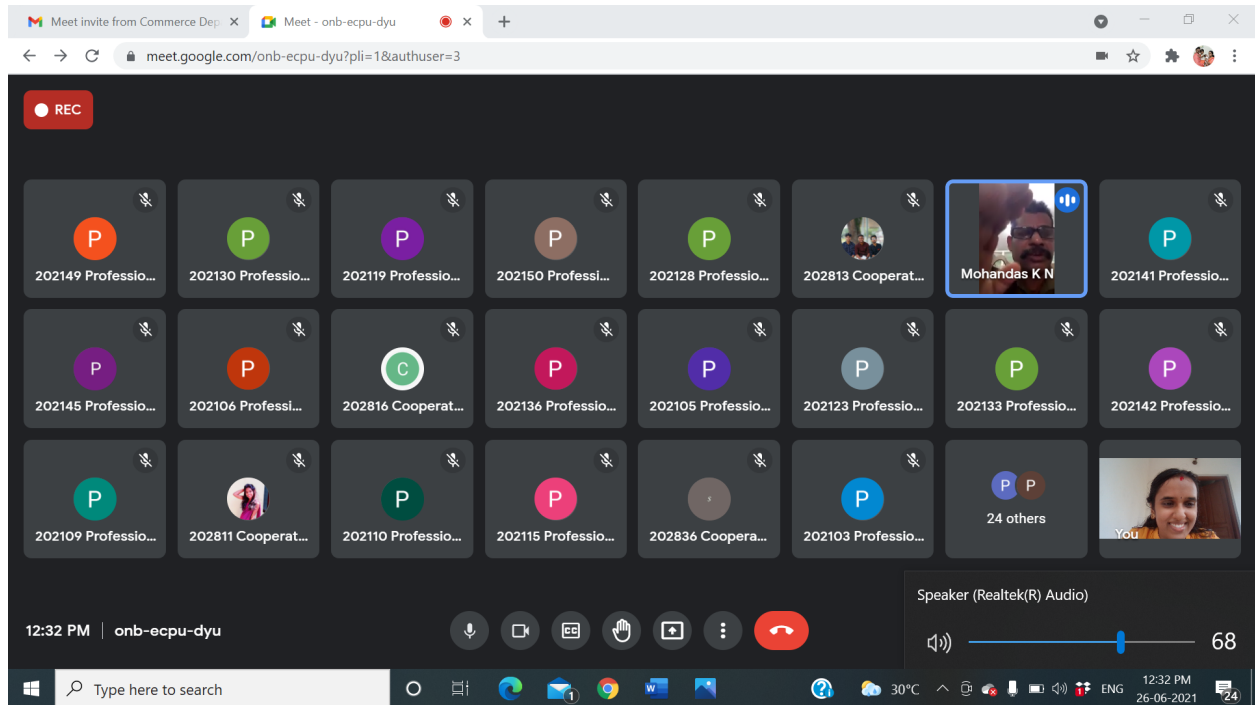 Meet invite from Commerce Dep
Meet - onb-ecpu-dyu
meet.google.com/onb-ecpu-dyu?pli=1&authuser=3
REC
P P P P P P
202149 Professio... 202130 Professio... 202119 Professio... 202150 Professi... 202128 Professio... 202813 Cooperat... Mohandas K N 202141 Professio...
P P C P P P P P
202145 Professio... 202106 Professi... 202816 Cooperat... 202136 Professio... 202105 Professio... 202123 Professio... 202133 Professio... 202142 Professio...
P P P P P P
24 others
202109 Professio... 202811 Cooperat... 202110 Professio... 202115 Professio... 202836 Coopera... 202103 Professio... You
Speaker (Realtek(R) Audio)
12:32 PM | onb-ecpu-dyu
CC
68
Type here to search
1
W
30°C
ENG
12:32 PM
26-06-2021
24